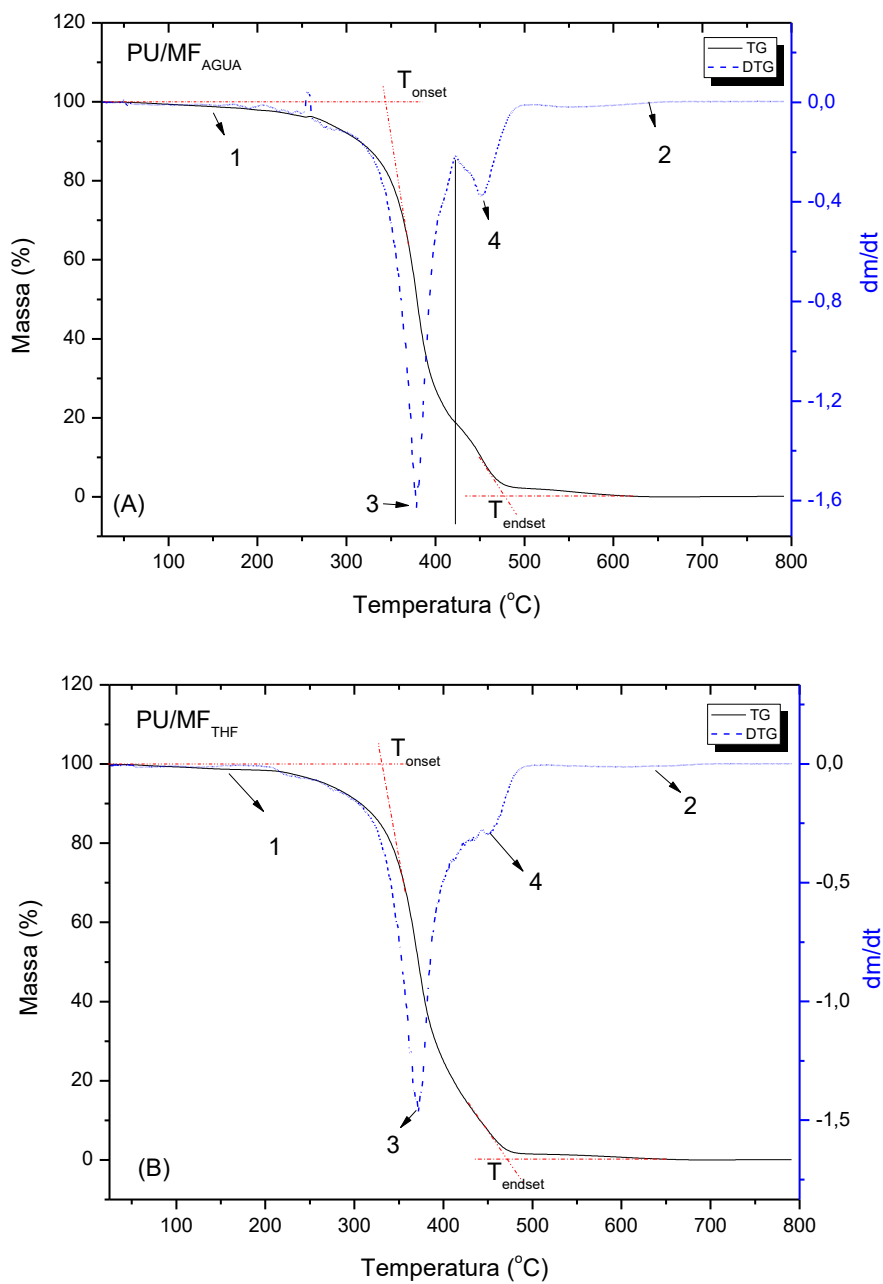 PU/MF_AGUA
TG
DTG
T_onset
120
100
80
60
40
20
0
0,0
-0,4
-0,8
-1,2
-1,6
1
2
3
4
T_endset
(A)
Massa (%)
dm/dt
100 200 300 400 500 600 700 800
Temperatura (°C)
PU/MF_THF
TG
DTG
T_onset
120
100
80
60
40
20
0
0,0
-0,5
-1,0
-1,5
1
2
3
4
T_endset
(B)
Massa (%)
dm/dt
100 200 300 400 500 600 700 800
Temperatura (°C)